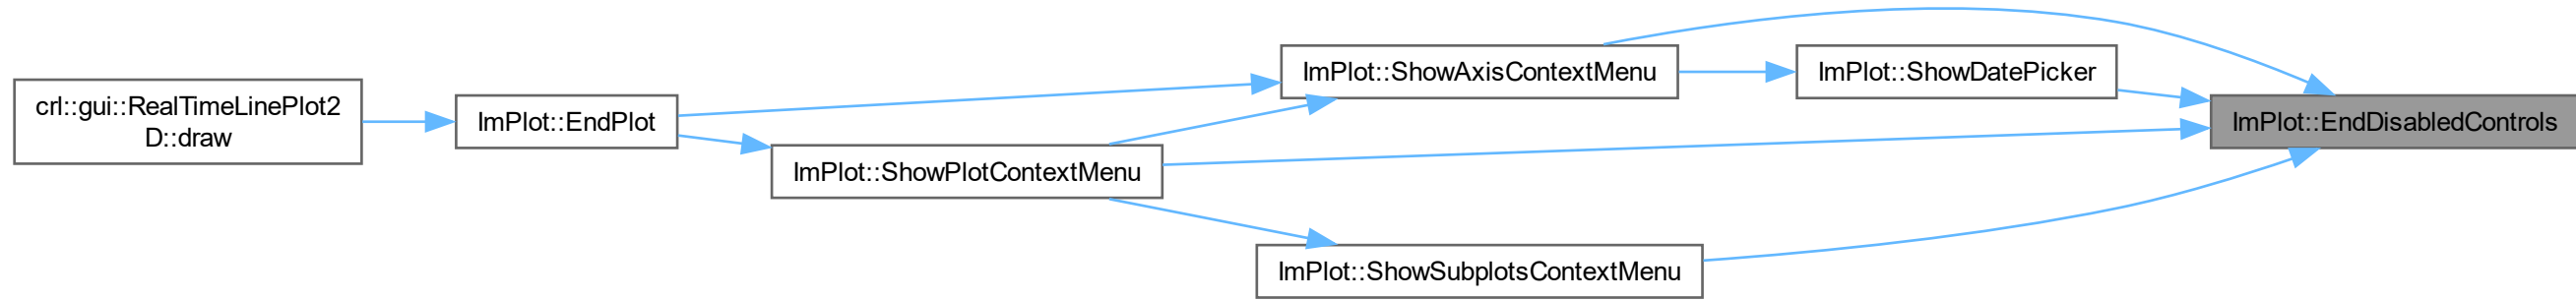 crl::gui::RealTimeLinePlot2
D::draw
ImPlot::EndPlot
ImPlot::ShowPlotContextMenu
ImPlot::ShowAxisContextMenu
ImPlot::ShowSubplotsContextMenu
ImPlot::ShowDatePicker
ImPlot::EndDisabledControls